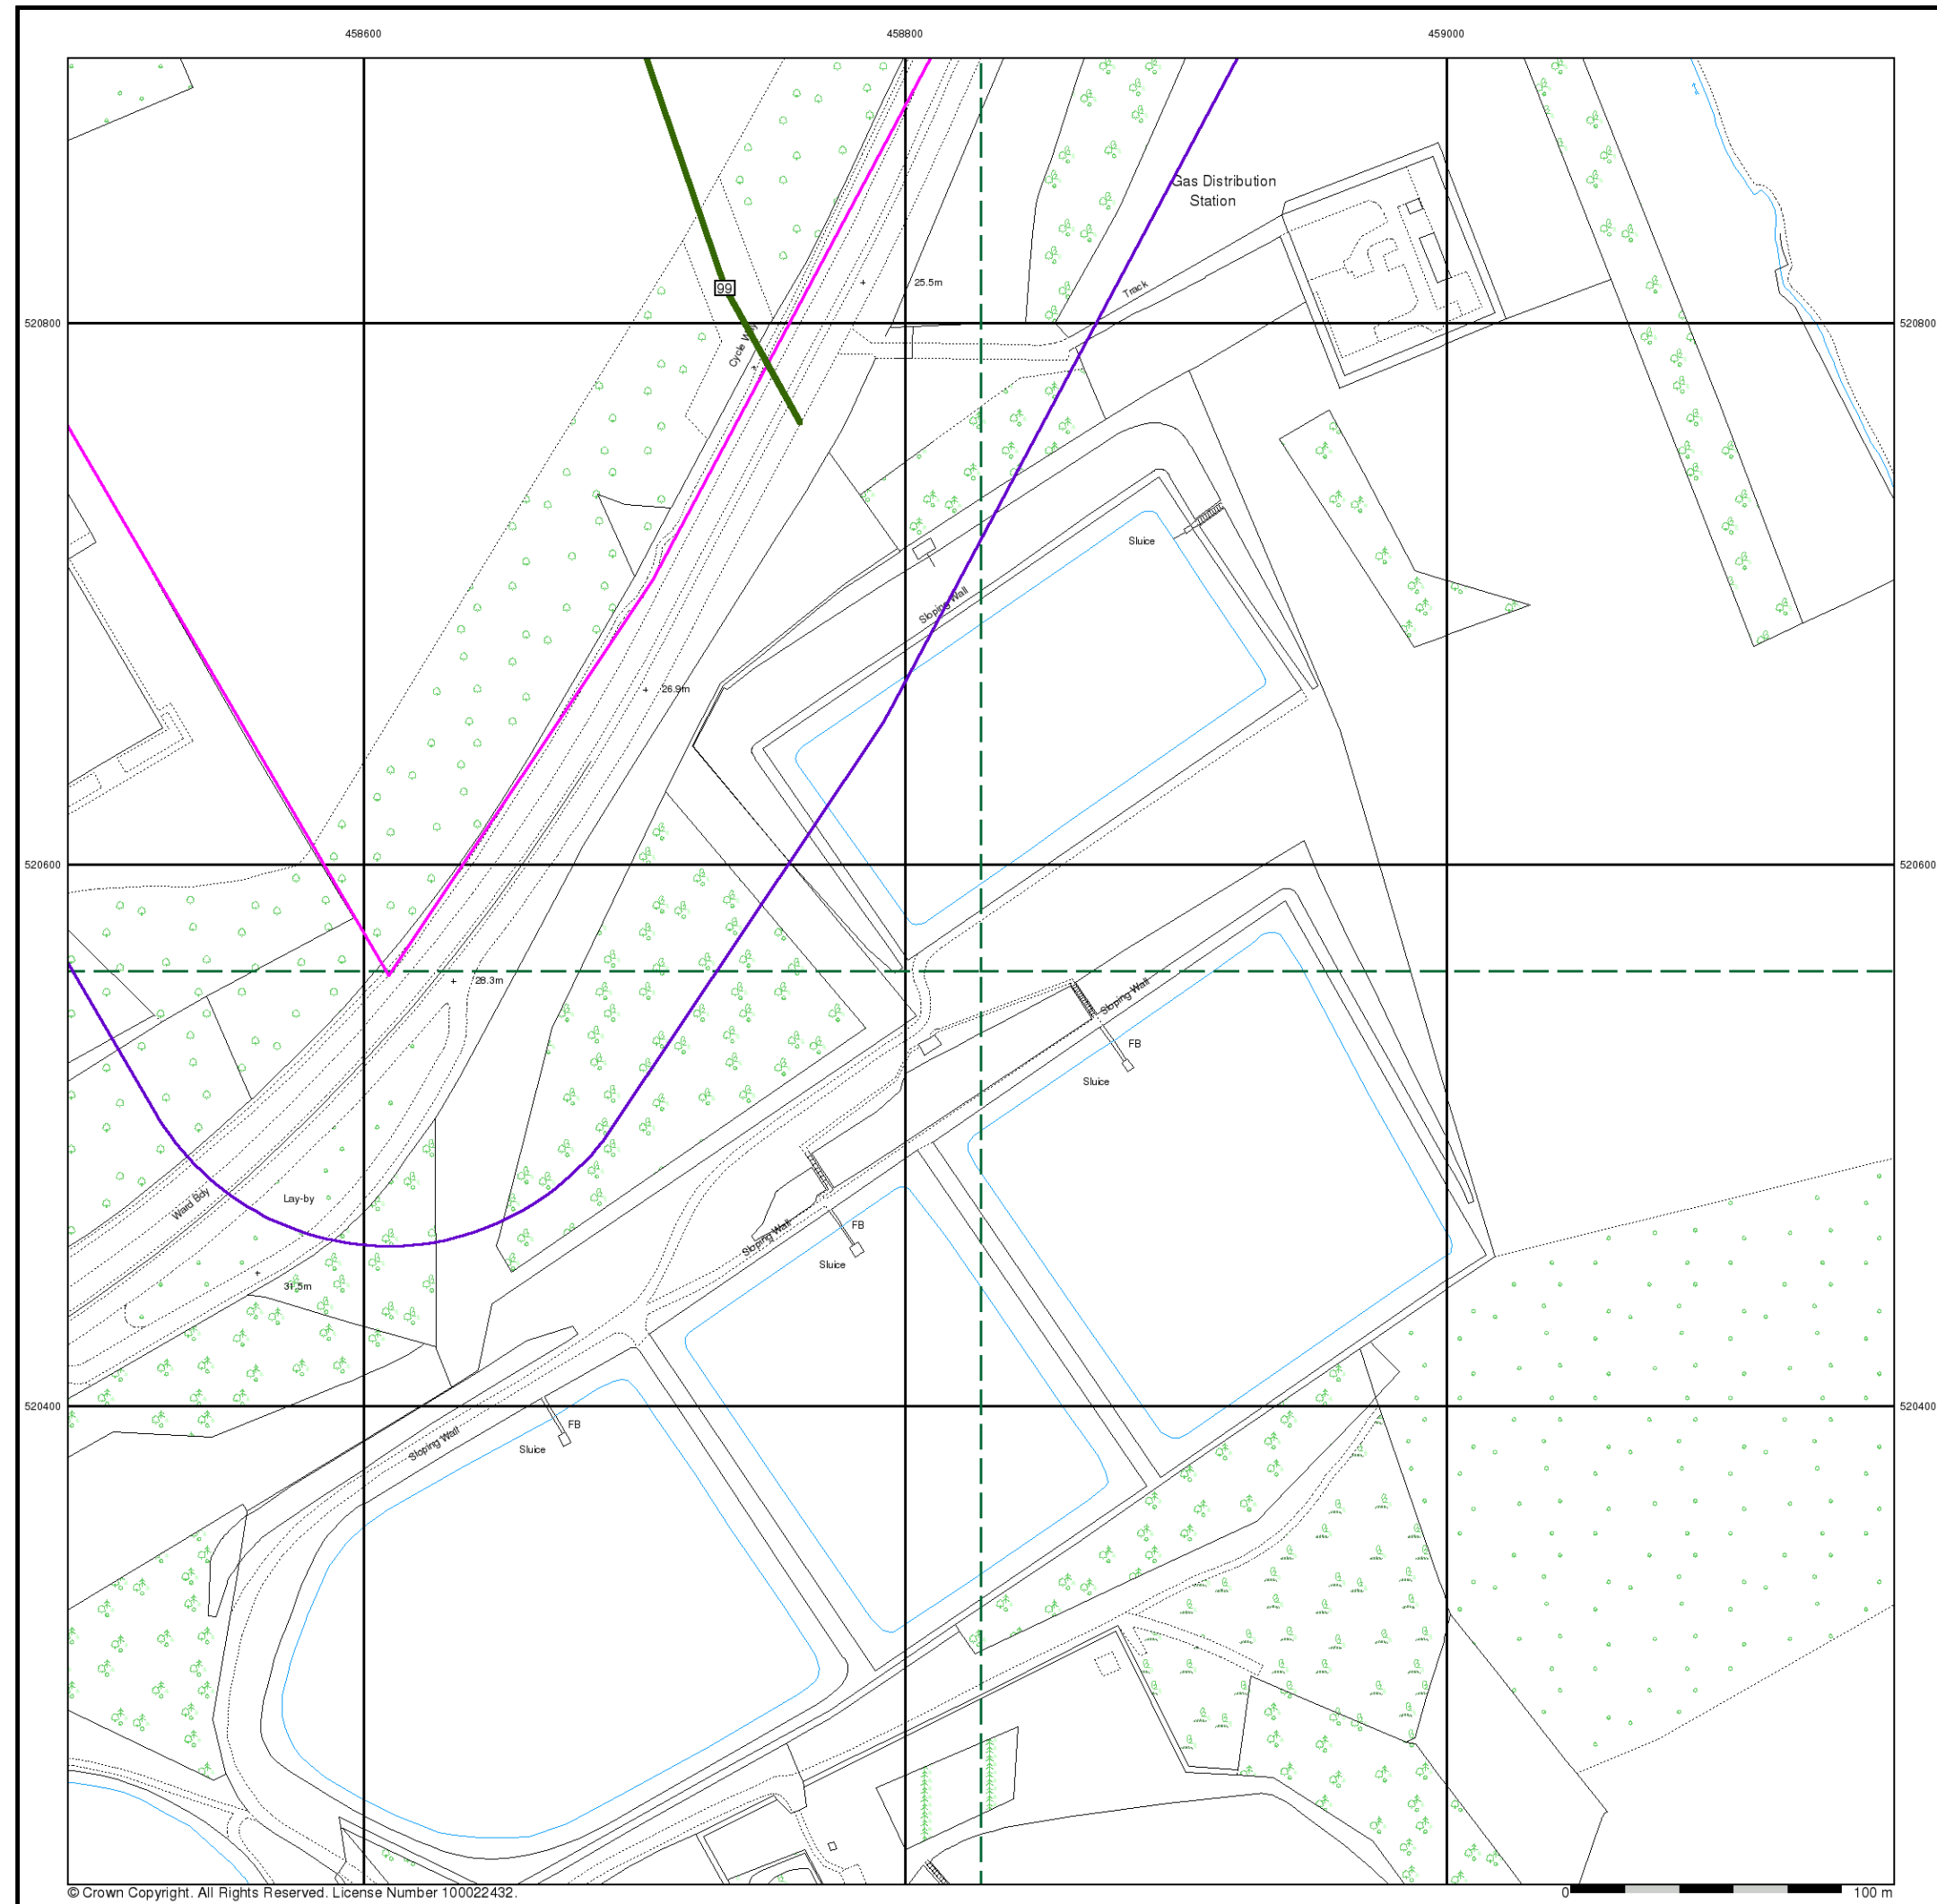 458600 458800 459000
Gas Distribution
Station
99
25.5m
Track
520800 520800
Cycle
Sluice
Sloping Wall
26.9m
520600 520600
28.3m
Sloping Wall
FB
Sluice
Ward Bdy
Lay-by
Sloping Wall
FB
Sluice
31.5m
520400 520400
FB
Sloping Wall
Sluice
© Crown Copyright. All Rights Reserved. License Number 100022432.
0 100 m